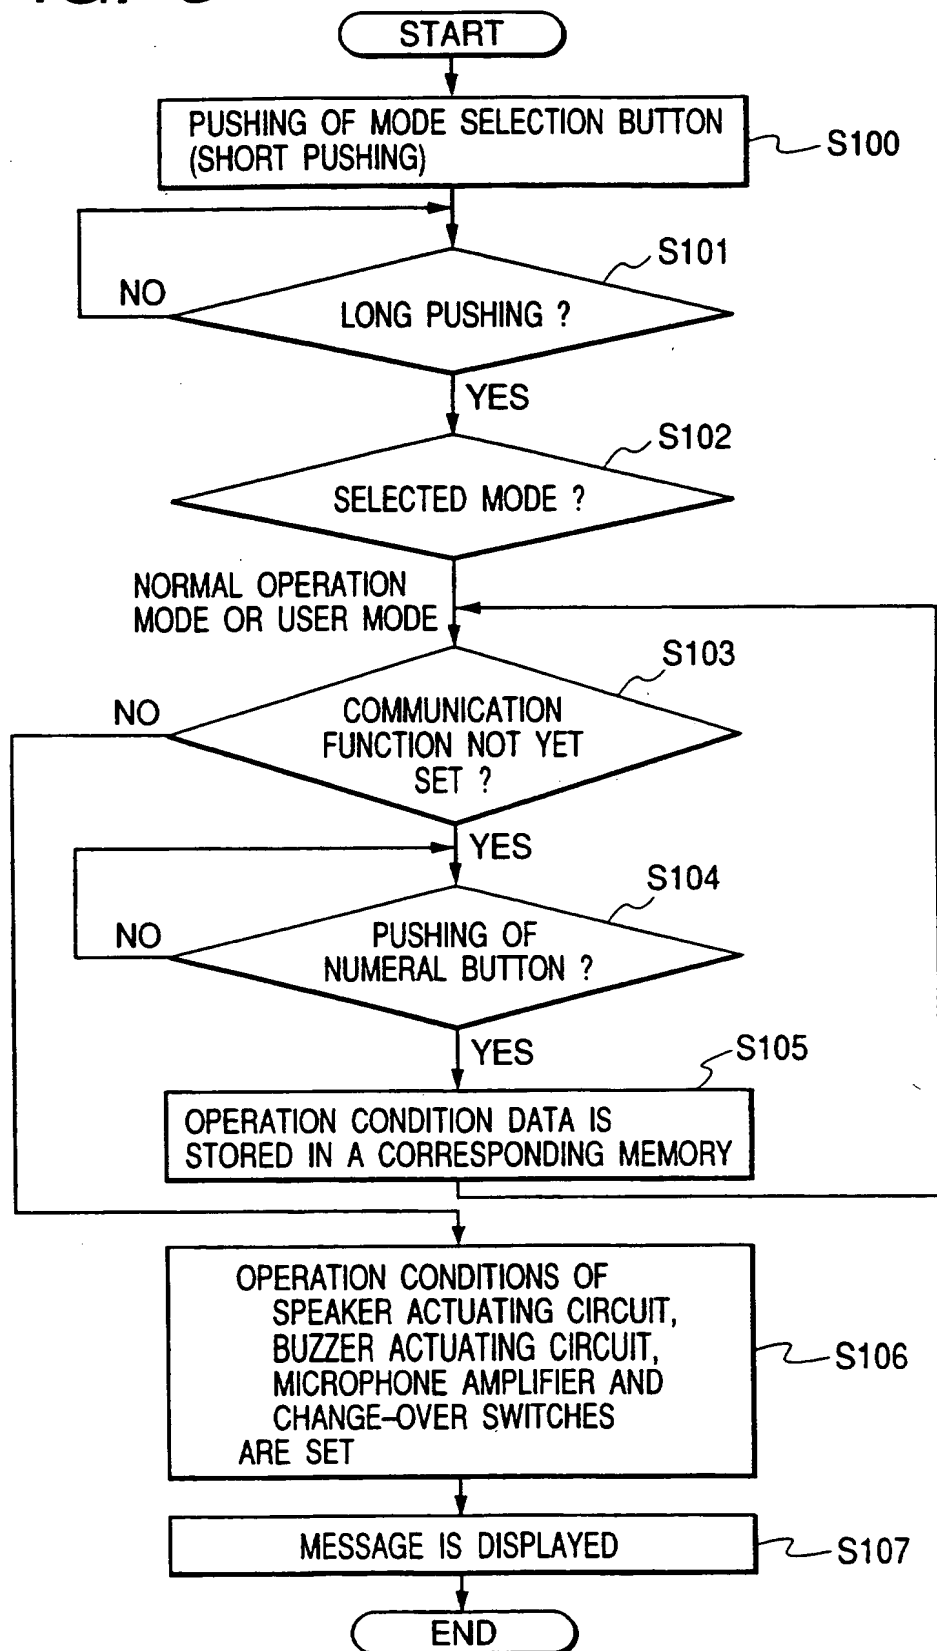 START
PUSHING OF MODE SELECTION BUTTON
(SHORT PUSHING)
S100
S101
NO
LONG PUSHING ?
YES
S102
SELECTED MODE ?
NORMAL OPERATION
MODE OR USER MODE
S103
NO
COMMUNICATION
FUNCTION NOT YET
SET ?
YES
S104
NO
PUSHING OF
NUMERAL BUTTON ?
YES
S105
OPERATION CONDITION DATA IS
STORED IN A CORRESPONDING MEMORY
OPERATION CONDITIONS OF
SPEAKER ACTUATING CIRCUIT,
BUZZER ACTUATING CIRCUIT,
MICROPHONE AMPLIFIER AND
CHANGE-OVER SWITCHES
ARE SET
S106
MESSAGE IS DISPLAYED
S107
END